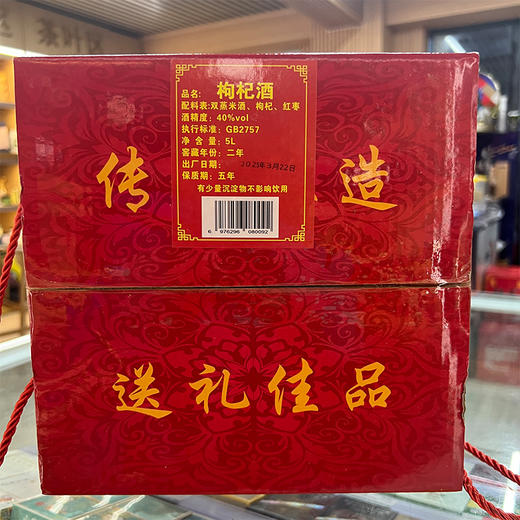 品名: 枸杞酒
配料表:双蒸米酒、枸杞、红枣
酒精度: 40%vol
执行标准: GB2757
净 含 量: 5L
窖藏年份: 二年
出厂日期: 2025年3月22日
保质期: 五年
有少量沉淀物不影响饮用
6 976296 080092
传 造
送礼佳品